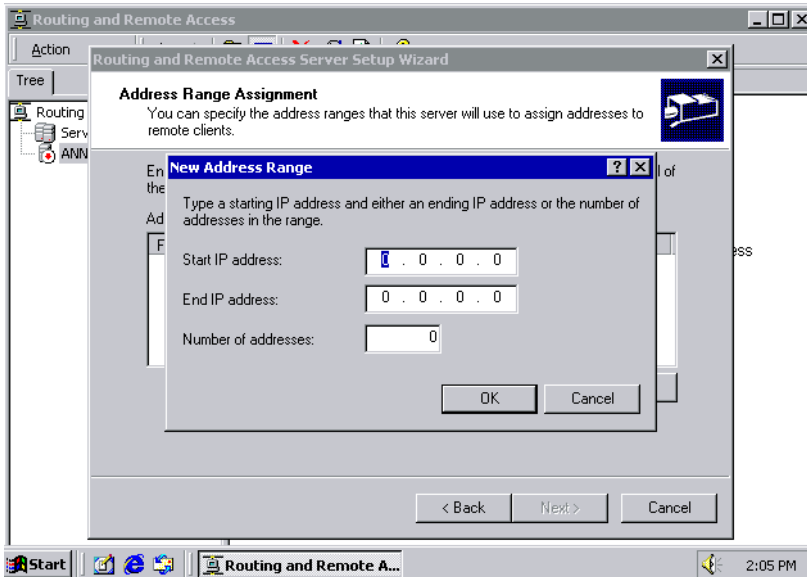 Routing and Remote Access
Action
Routing and Remote Access Server Setup Wizard
Tree
Address Range Assignment
You can specify the address ranges that this server will use to assign addresses to
remote clients.
Routing
Serv
ANN
En
l of
the
New Address Range
Type a starting IP address and either an ending IP address or the number of
addresses in the range.
Ad
F
ess
Start IP address: 0 . 0 . 0 . 0
End IP address: 0 . 0 . 0 . 0
Number of addresses: 0
OK Cancel
< Back Next > Cancel
Start Routing and Remote A... 2:05 PM